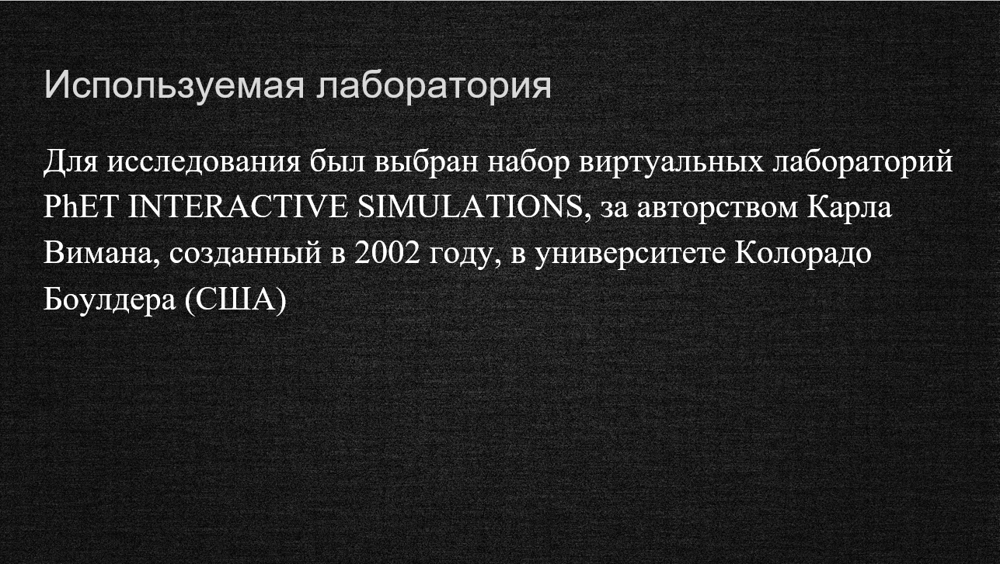 Используемая лаборатория
Для исследования был выбран набор виртуальных лабораторий
PhET INTERACTIVE SIMULATIONS, за авторством Карла
Вимана, созданный в 2002 году, в университете Колорадо
Боулдера (США)